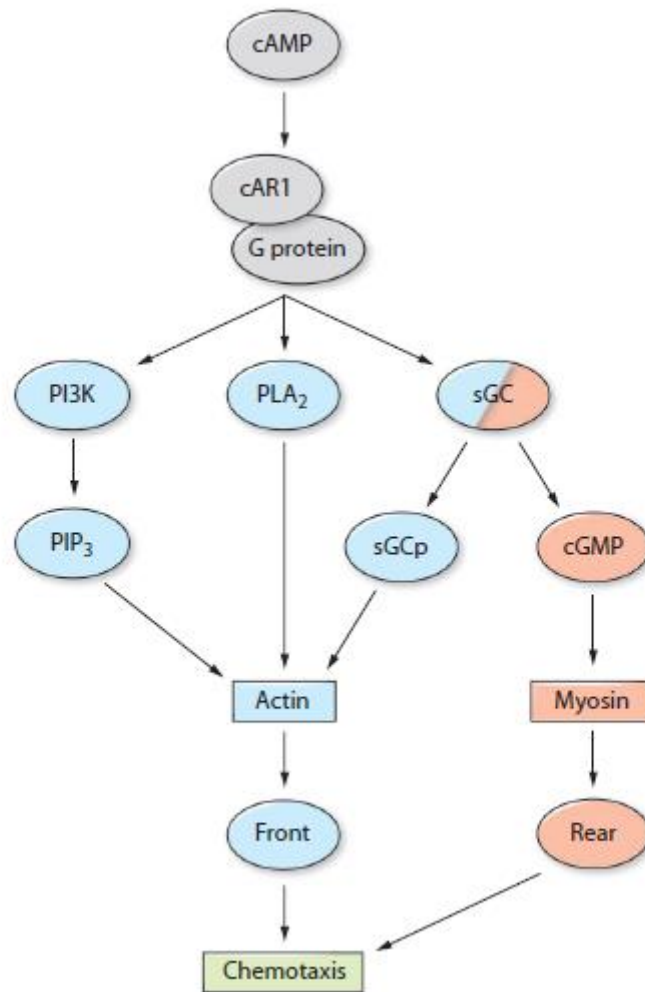 cAMP
cAR1
G protein
PI3K
PLA₂
sGC
PIP₃
sGCp
cGMP
Actin
Myosin
Front
Rear
Chemotaxis